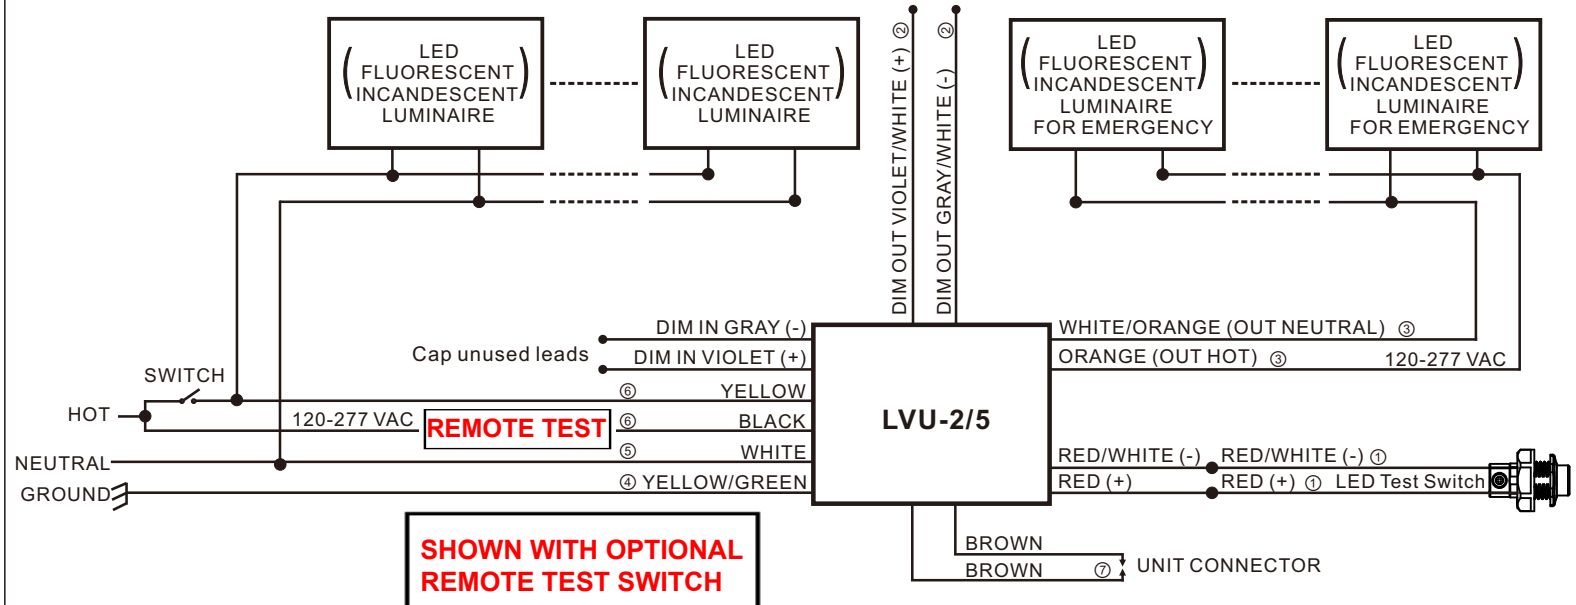 LED
FLUORESCENT
INCANDESCENT
LUMINAIRE
LED
FLUORESCENT
INCANDESCENT
LUMINAIRE
DIM OUT VIOLET/WHITE (+) ②
DIM OUT GRAY/WHITE (-) ②
LED
FLUORESCENT
INCANDESCENT
LUMINAIRE
FOR EMERGENCY
LED
FLUORESCENT
INCANDESCENT
LUMINAIRE
FOR EMERGENCY
DIM IN GRAY (-)
Cap unused leads
DIM IN VIOLET (+)
SWITCH
⑥ YELLOW
HOT
120-277 VAC
REMOTE TEST
⑥ BLACK
NEUTRAL
⑤ WHITE
GROUND
④ YELLOW/GREEN
LVU-2/5
WHITE/ORANGE (OUT NEUTRAL) ③
ORANGE (OUT HOT) ③ 120-277 VAC
RED/WHITE (-) RED/WHITE (-) ①
RED (+) RED (+) ① LED Test Switch
BROWN
BROWN ⑦ UNIT CONNECTOR
SHOWN WITH OPTIONAL
REMOTE TEST SWITCH